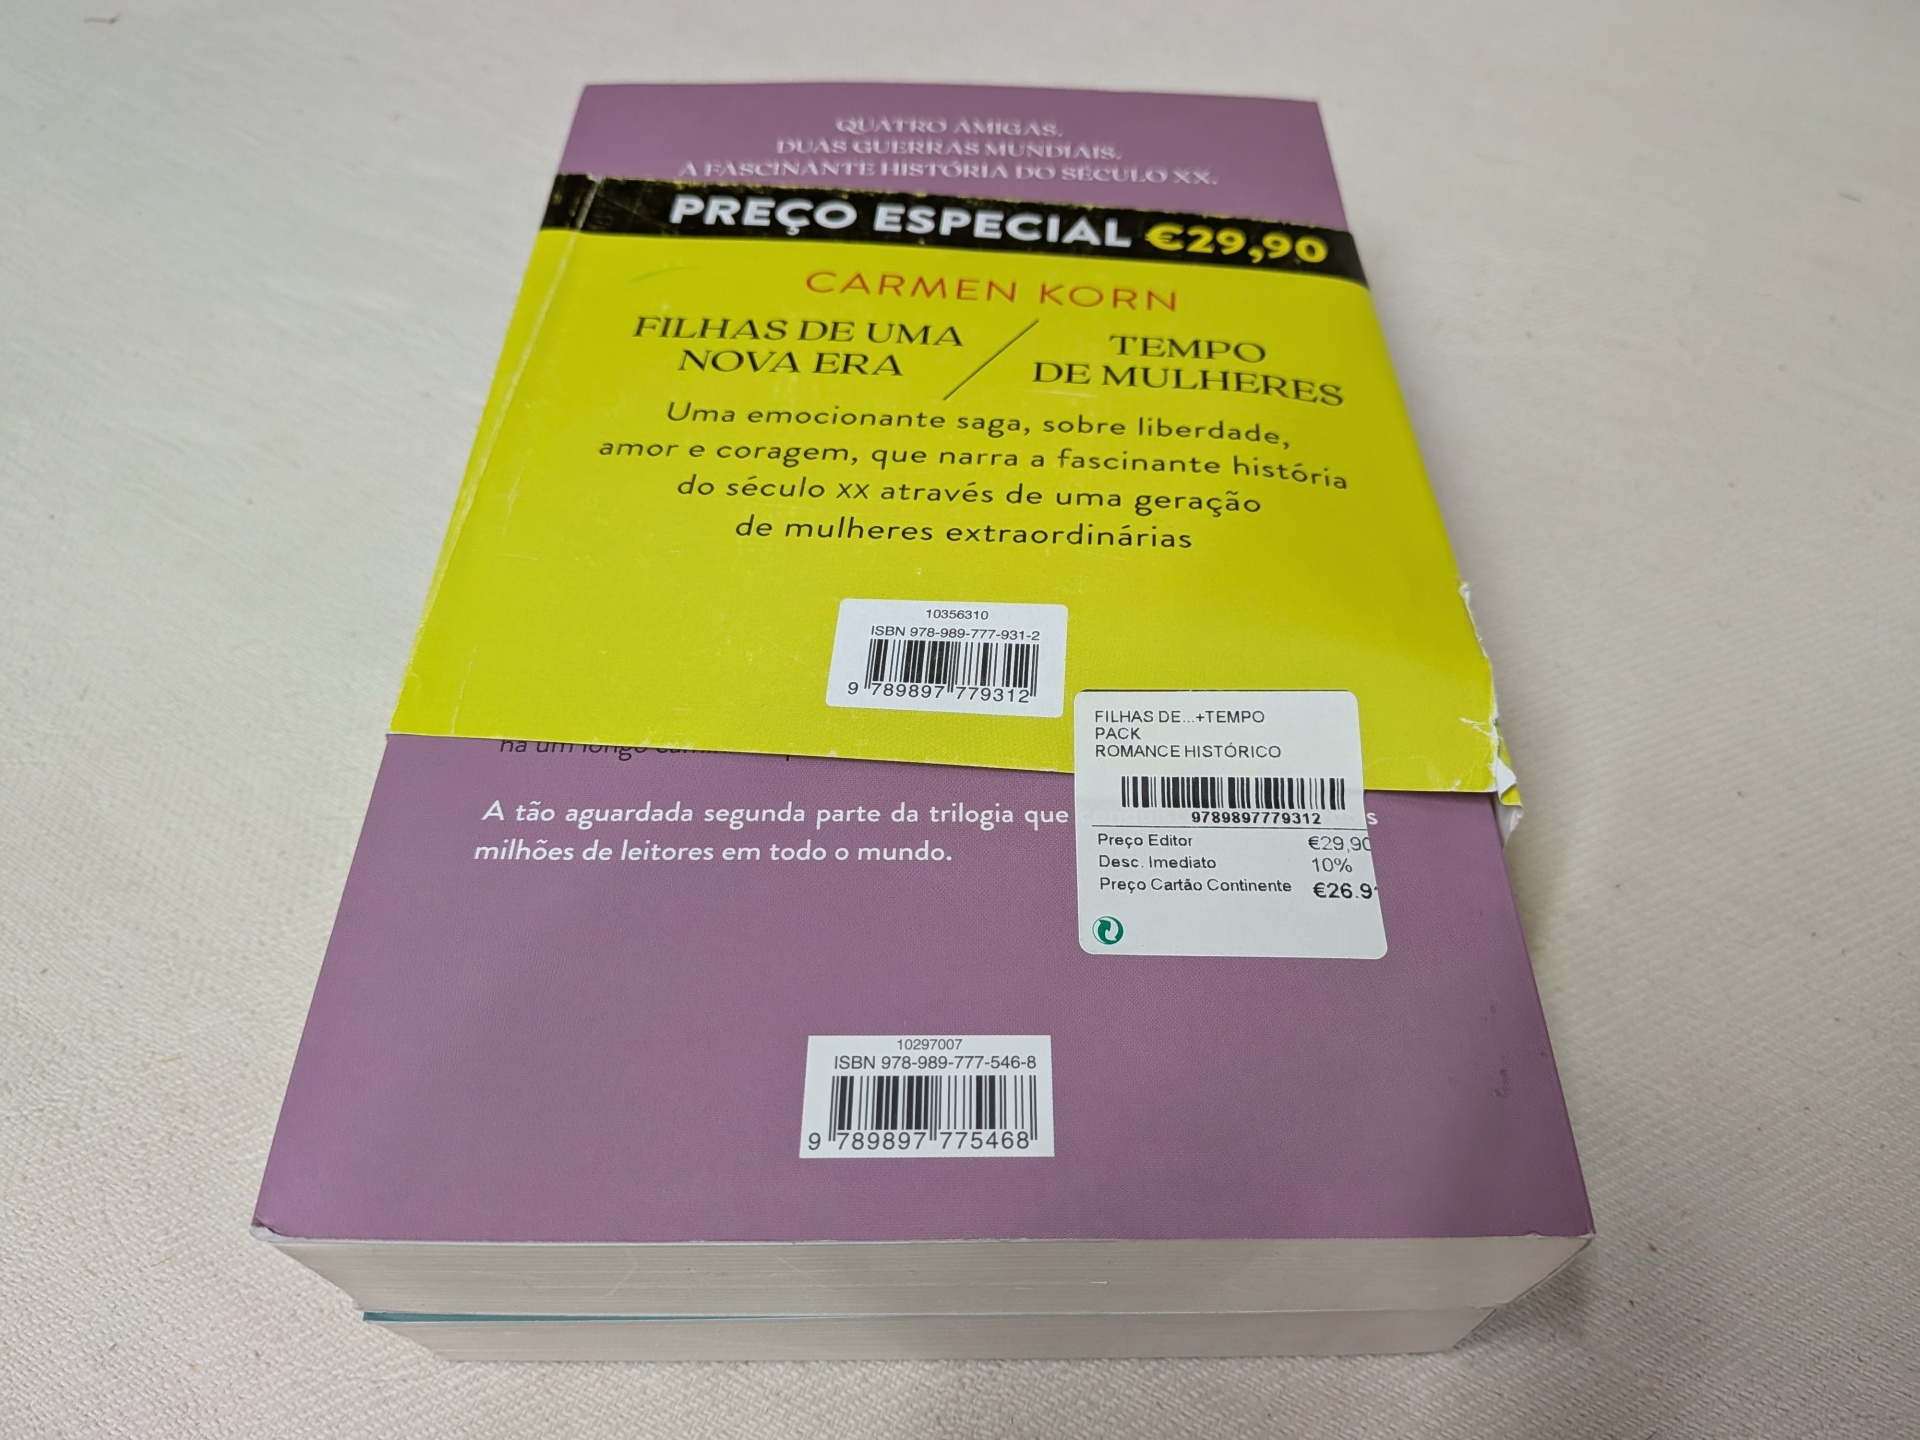 QUATRO AMIGAS.
DUAS GUERRAS MUNDIAIS.
A FASCINANTE HISTÓRIA DO SÉCULO XX.
PREÇO ESPECIAL €29,90
CARMEN KORN
FILHAS DE UMA
NOVA ERA
TEMPO
DE MULHERES
Uma emocionante saga, sobre liberdade,
amor e coragem, que narra a fascinante história
do século XX através de uma geração
de mulheres extraordinárias
10356310
ISBN 978-989-777-931-2
9 789897 779312
há um longo
A tão aguardada segunda parte da trilogia que
milhões de leitores em todo o mundo.
FILHAS DE...+TEMPO
PACK
ROMANCE HISTÓRICO
9789897779312
Preço Editor €29,90
Desc. Imediato 10%
Preço Cartão Continente €26.9
10297007
ISBN 978-989-777-546-8
9 789897 775468